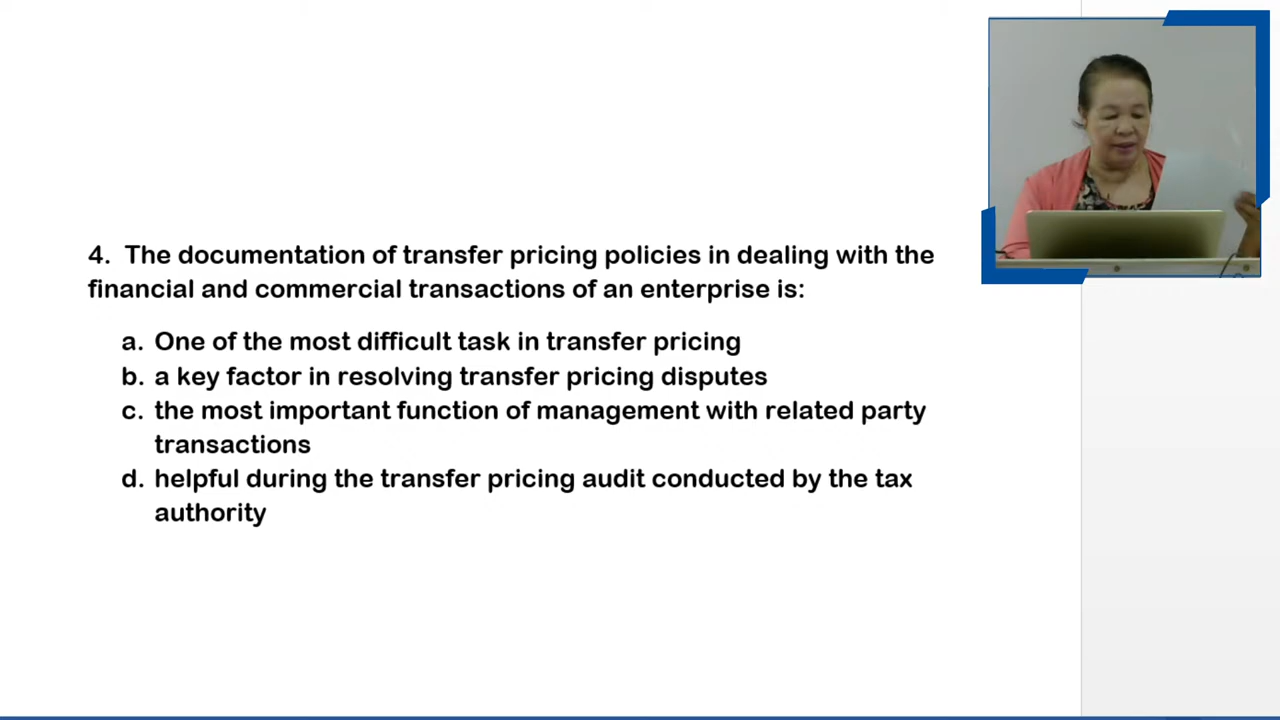 4. The documentation of transfer pricing policies in dealing with the
financial and commercial transactions of an enterprise is:
a. One of the most difficult task in transfer pricing
b. a key factor in resolving transfer pricing disputes
c. the most important function of management with related party
transactions
d. helpful during the transfer pricing audit conducted by the tax
authority